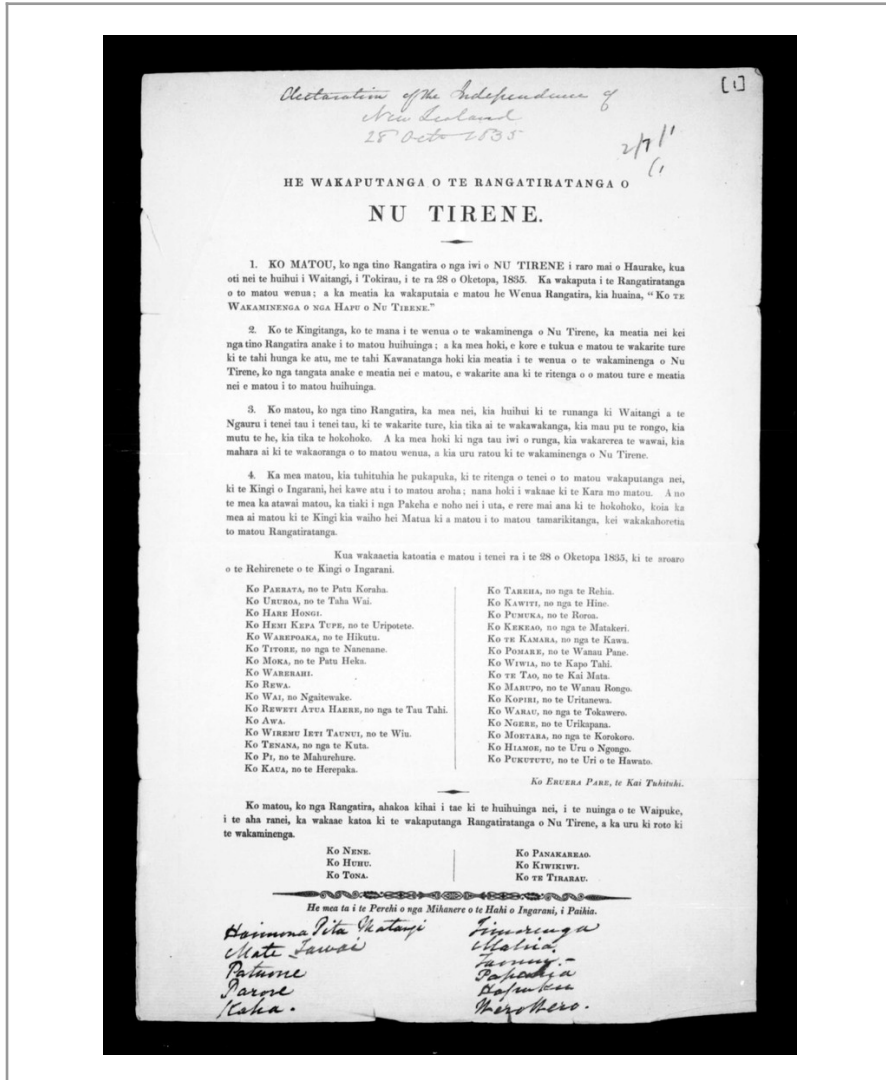 [1]
Declaration of the Independence of
New Zealand
28 Octo 1835
HE WAKAPUTANGA O TE RANGATIRATANGA O
NU TIRENE.
1. KO MATOU, ko nga tino Rangatira o nga iwi o NU TIRENE i raro mai o Haurake, kua
oti nei te huihui i Waitangi, i Tokirau, i te ra 28 o Oketopa, 1835. Ka wakaputa i te Rangatiratanga
o to matou wenua; a ka meatia ka wakaputaia e matou he Wenua Rangatira, kia huaina, "KO TE
WAKAMINENGA O NGA HAPU O NU TIRENE."
2. Ko te Kingitanga, ko te mana i te wenua o te wakaminenga o Nu Tirene, ka meatia nei kei
nga tino Rangatira anake i to matou huihuinga; a ka mea hoki, e kore e tukua e matou te wakarite ture
ki te tahi hunga ke atu, me te tahi Kawanatanga hoki kia meatia i te wenua o te wakaminenga o Nu
Tirene, ko nga tangata anake e meatia nei e matou, e wakarite ana ki te ritenga o o matou ture e meatia
nei e matou i to matou huihuinga.
3. Ko matou, ko nga tino Rangatira, ka mea nei, kia huihui ki te runanga ki Waitangi a te
Ngauru i tenei tau i tenei tau, ki te wakarite ture, kia tika ai te wakawakanga, kia mau pu te rongo, kia
mutu te he, kia tika te hokohoko. A ka mea hoki ki nga tau iwi o runga, kia wakarerea te wawai, kia
mahara ai ki te wakaoranga o to matou wenua, a kia uru ratou ki te wakaminenga o Nu Tirene.
4. Ka mea matou, kia tuhituhia he pukapuka, ki te ritenga o tenei o to matou wakaputanga nei,
ki te Kingi o Ingarani, hei kawe atu i to matou aroha; nana hoki i wakaae ki te Kara mo matou. A no
te mea ka atawai matou, ka tiaki i nga Pakeha e noho nei i uta, e rere mai ana ki te hokohoko, koia ka
mea ai matou ki te Kingi kia waiho hei Matua ki a matou i to matou tamarikitanga, kei wakakahoretia
to matou Rangatiratanga.
Kua wakaaetia katoatia e matou i tenei ra i te 28 o Oketopa 1835, ki te aroaro
o te Rehirenete o te Kingi o Ingarani.
KO PAERATA, no te Patu Koraha.
KO URUROA, no te Taha Wai.
KO HARE HONGI.
KO HEMI KEPA TUPE, no te Uripotete.
KO WAREPOAKA, no te Hikutu.
KO TITORE, no nga te Nanenane.
KO MOKA, no te Patu Heka.
KO WARERAHI.
KO REWA.
KO WAI, no Ngaitewake.
KO REWETI ATUA HAERE, no nga te Tau Tahi.
KO AWA.
KO WIREMU IETI TAUNUI, no te Wiu.
KO TENANA, no nga te Kuta.
KO PI, no te Mahurehure.
KO KAUA, no te Herepaka.
KO TAREHA, no nga te Rehia.
KO KAWITI, no nga te Hine.
KO PUMUKA, no te Roroa.
KO KEKEAO, no nga te Matakeri.
KO TE KAMARA, no nga te Kawa.
KO POMARE, no te Wanau Pane.
KO WIWIA, no te Kapo Tahi.
KO TE TAO, no te Kai Mata.
KO MARUPO, no te Wanau Rongo.
KO KOPIRI, no te Uritanewa.
KO WARAU, no nga te Tokawero.
KO NGERE, no te Urikapana.
KO MOETARA, no nga te Korokoro.
KO HIAMOE, no te Uru o Ngongo.
KO PUKUTUTU, no te Uri o te Hawato.
KO ERUERA PARE, te Kai Tuhituhi.
Ko matou, ko nga Rangatira, ahakoa kihai i tae ki te huihuinga nei, i te nuinga o te Waipuke,
i te aha ranei, ka wakaae katoa ki te wakaputanga Rangatiratanga o Nu Tirene, a ka uru ki roto ki
te wakaminenga.
KO NENE.
KO HUHU.
KO TONA.
KO PANAKAREAO.
KO KIWIKIWI.
KO TE TIRARAU.
He mea ta i te Perehi o nga Mihanere o te Hahi o Ingarani, i Paihia.
Haimona Pita Matangi
Mate Tawai
Patuone
Parore
Kaha.
Timorenga
Mahia.
Papahia
Hapuku
Wero Wero.